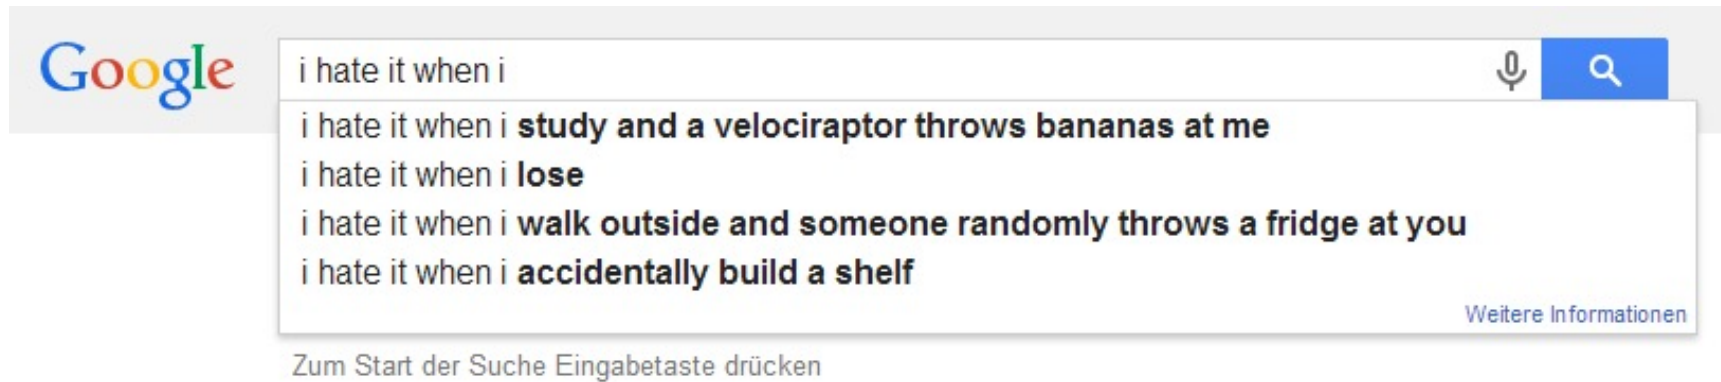 Google
i hate it when i
i hate it when i study and a velociraptor throws bananas at me
i hate it when i lose
i hate it when i walk outside and someone randomly throws a fridge at you
i hate it when i accidentally build a shelf
Weitere Informationen
Zum Start der Suche Eingabetaste drücken